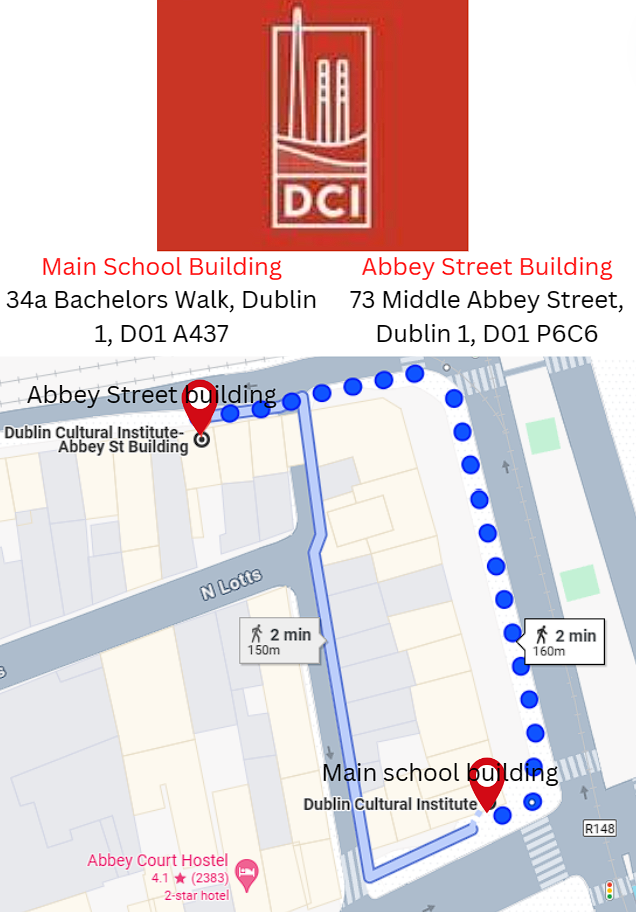 DCI
Main School Building
34a Bachelors Walk, Dublin
1, D01 A437
Abbey Street Building
73 Middle Abbey Street,
Dublin 1, D01 P6C6
Abbey Street building
Dublin Cultural Institute-
Abbey St Building
N Lotts
s
2 min
150m
2 min
160m
Main school building
Dublin Cultural Institute
R148
Abbey Court Hostel
4.1 ★ (2383)
2-star hotel